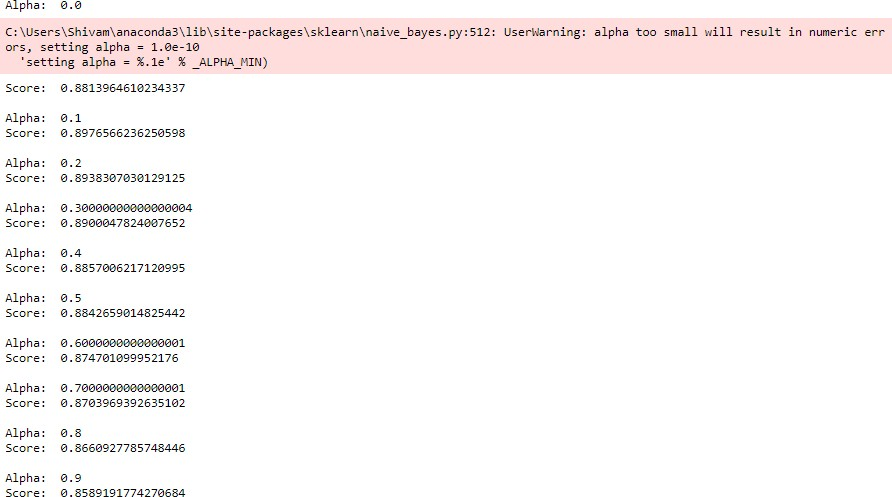 Alpha:  0.0
C:\Users\Shivam\anaconda3\lib\site-packages\sklearn\naive_bayes.py:512: UserWarning: alpha too small will result in numeric err
ors, setting alpha = 1.0e-10
  'setting alpha = %.1e' % _ALPHA_MIN)
Score:  0.8813964610234337
Alpha:  0.1
Score:  0.8976566236250598
Alpha:  0.2
Score:  0.8938307030129125
Alpha:  0.30000000000000004
Score:  0.8900047824007652
Alpha:  0.4
Score:  0.8857006217120995
Alpha:  0.5
Score:  0.8842659014825442
Alpha:  0.6000000000000001
Score:  0.874701099952176
Alpha:  0.7000000000000001
Score:  0.8703969392635102
Alpha:  0.8
Score:  0.8660927785748446
Alpha:  0.9
Score:  0.8589191774270684